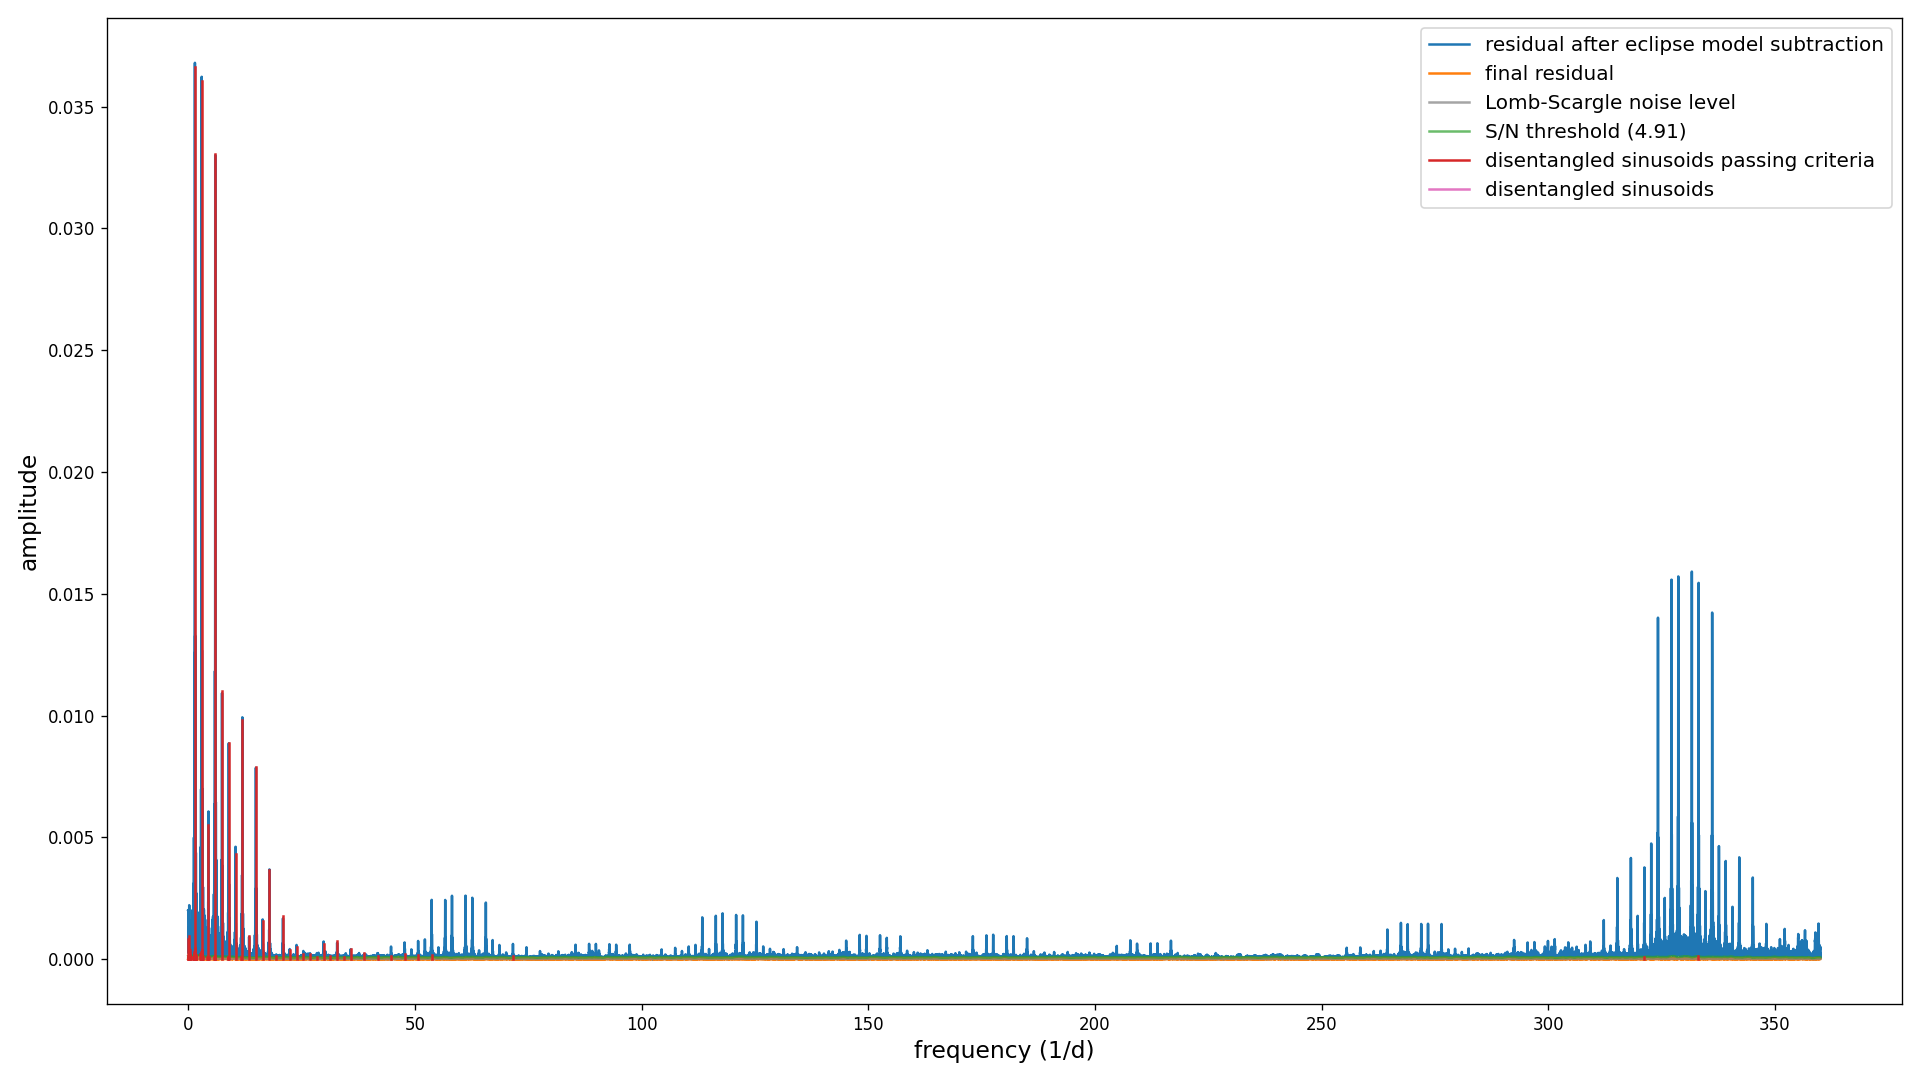 residual after eclipse model subtraction
final residual
Lomb-Scargle noise level
S/N threshold (4.91)
disentangled sinusoids passing criteria
disentangled sinusoids
amplitude
0.035
0.030
0.025
0.020
0.015
0.010
0.005
0.000
0 50 100 150 200 250 300 350
frequency (1/d)